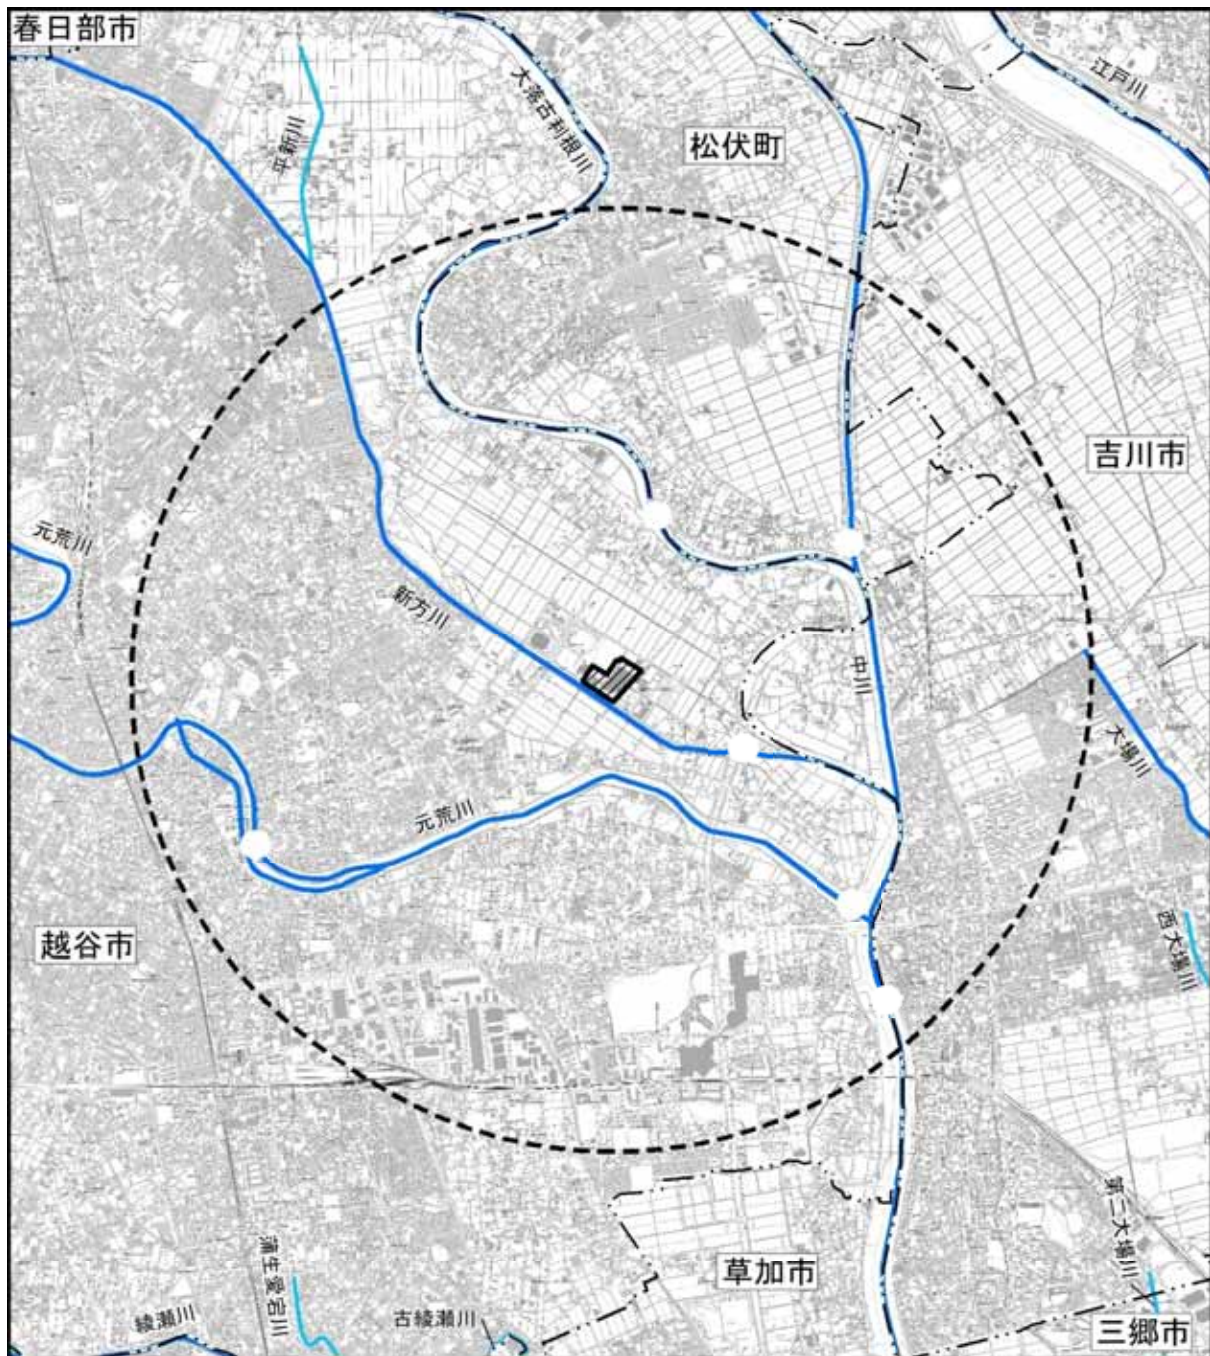 春日部市
江戸川
大落古利根川
松伏町
平新川
吉川市
元荒川
新方川
中川
大場川
元荒川
越谷市
西大場川
第二大場川
蒲生愛宕川
草加市
綾瀬川
古綾瀬川
三郷市